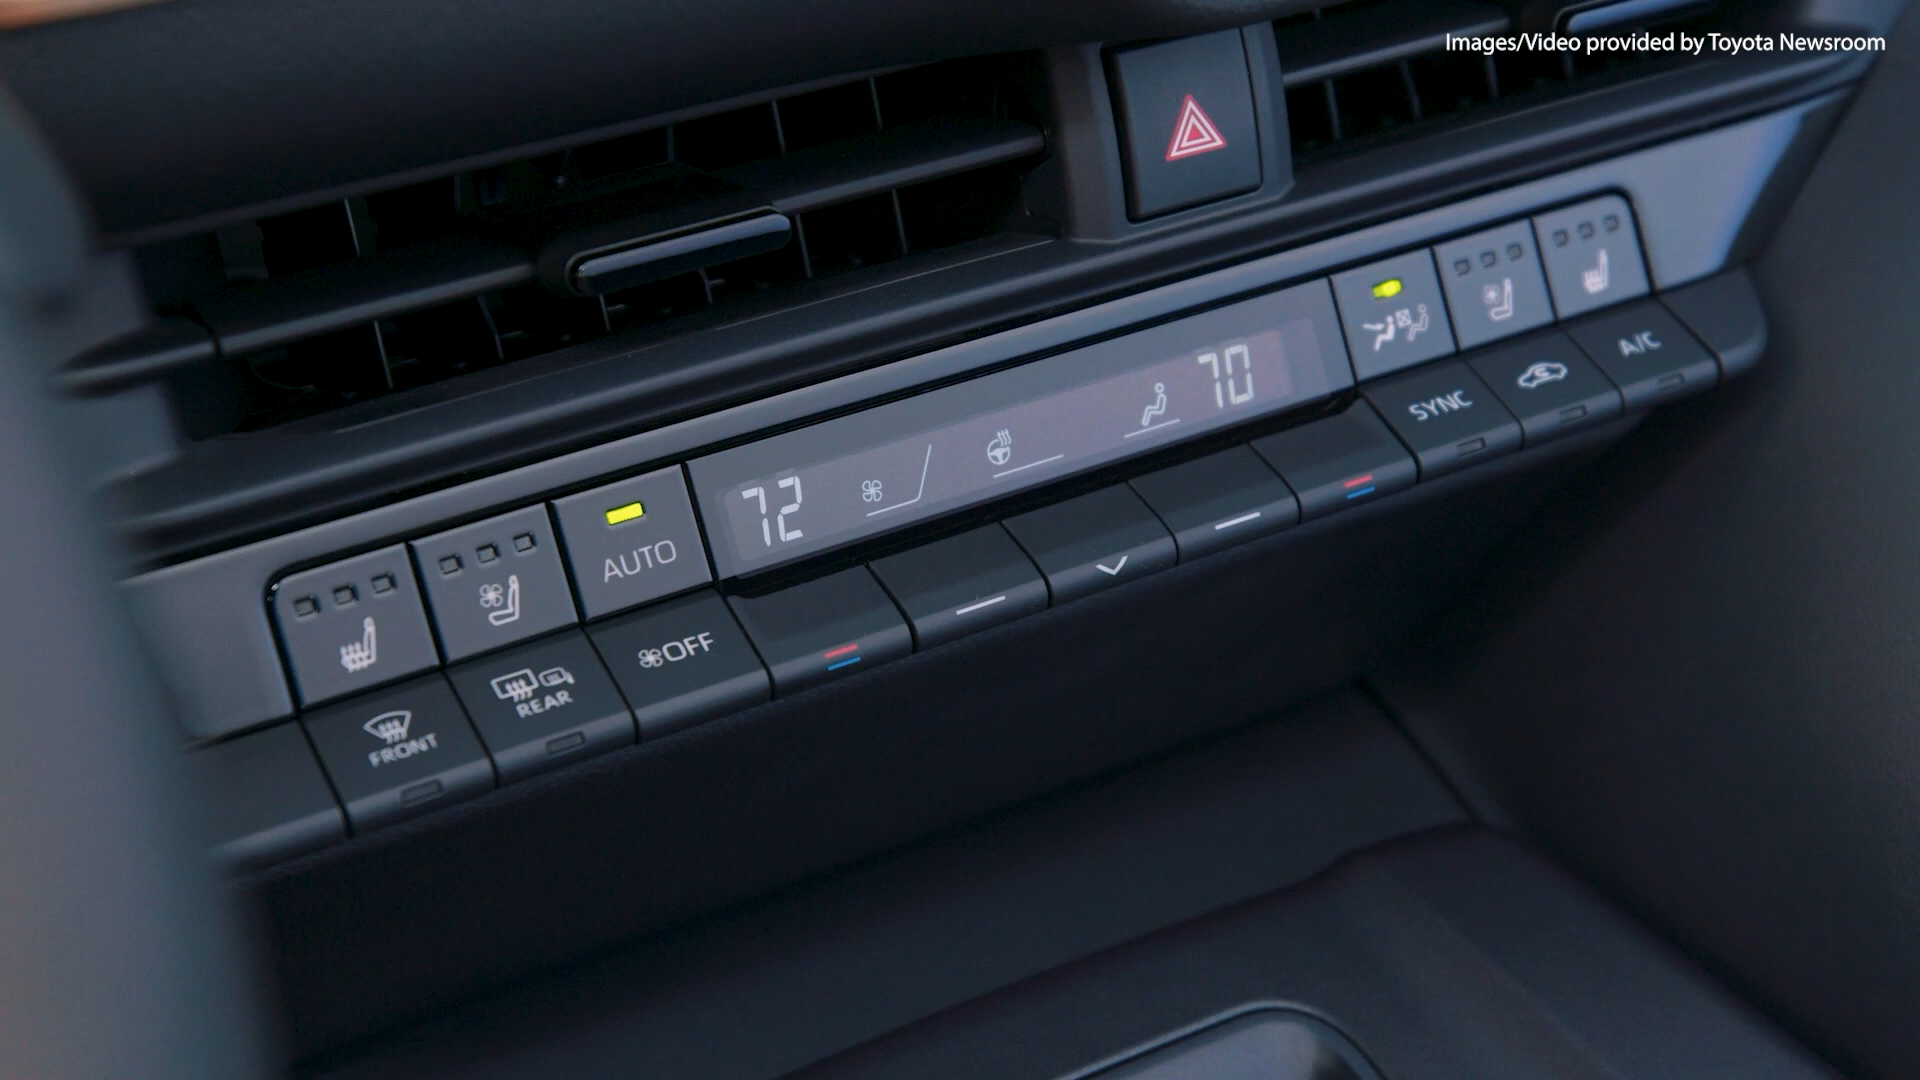 Images/Video provided by Toyota Newsroom
AUTO
72
70
FRONT
REAR
OFF
SYNC
A/C